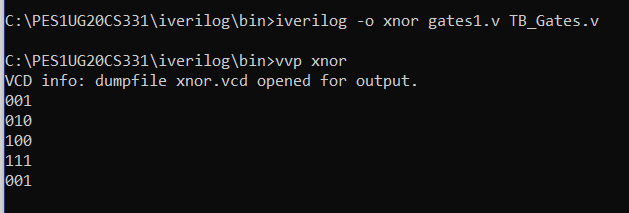 C:\PES1UG20CS331\iverilog\bin>iverilog -o xnor gates1.v TB_Gates.v
C:\PES1UG20CS331\iverilog\bin>vvp xnor
VCD info: dumpfile xnor.vcd opened for output.
001
010
100
111
001